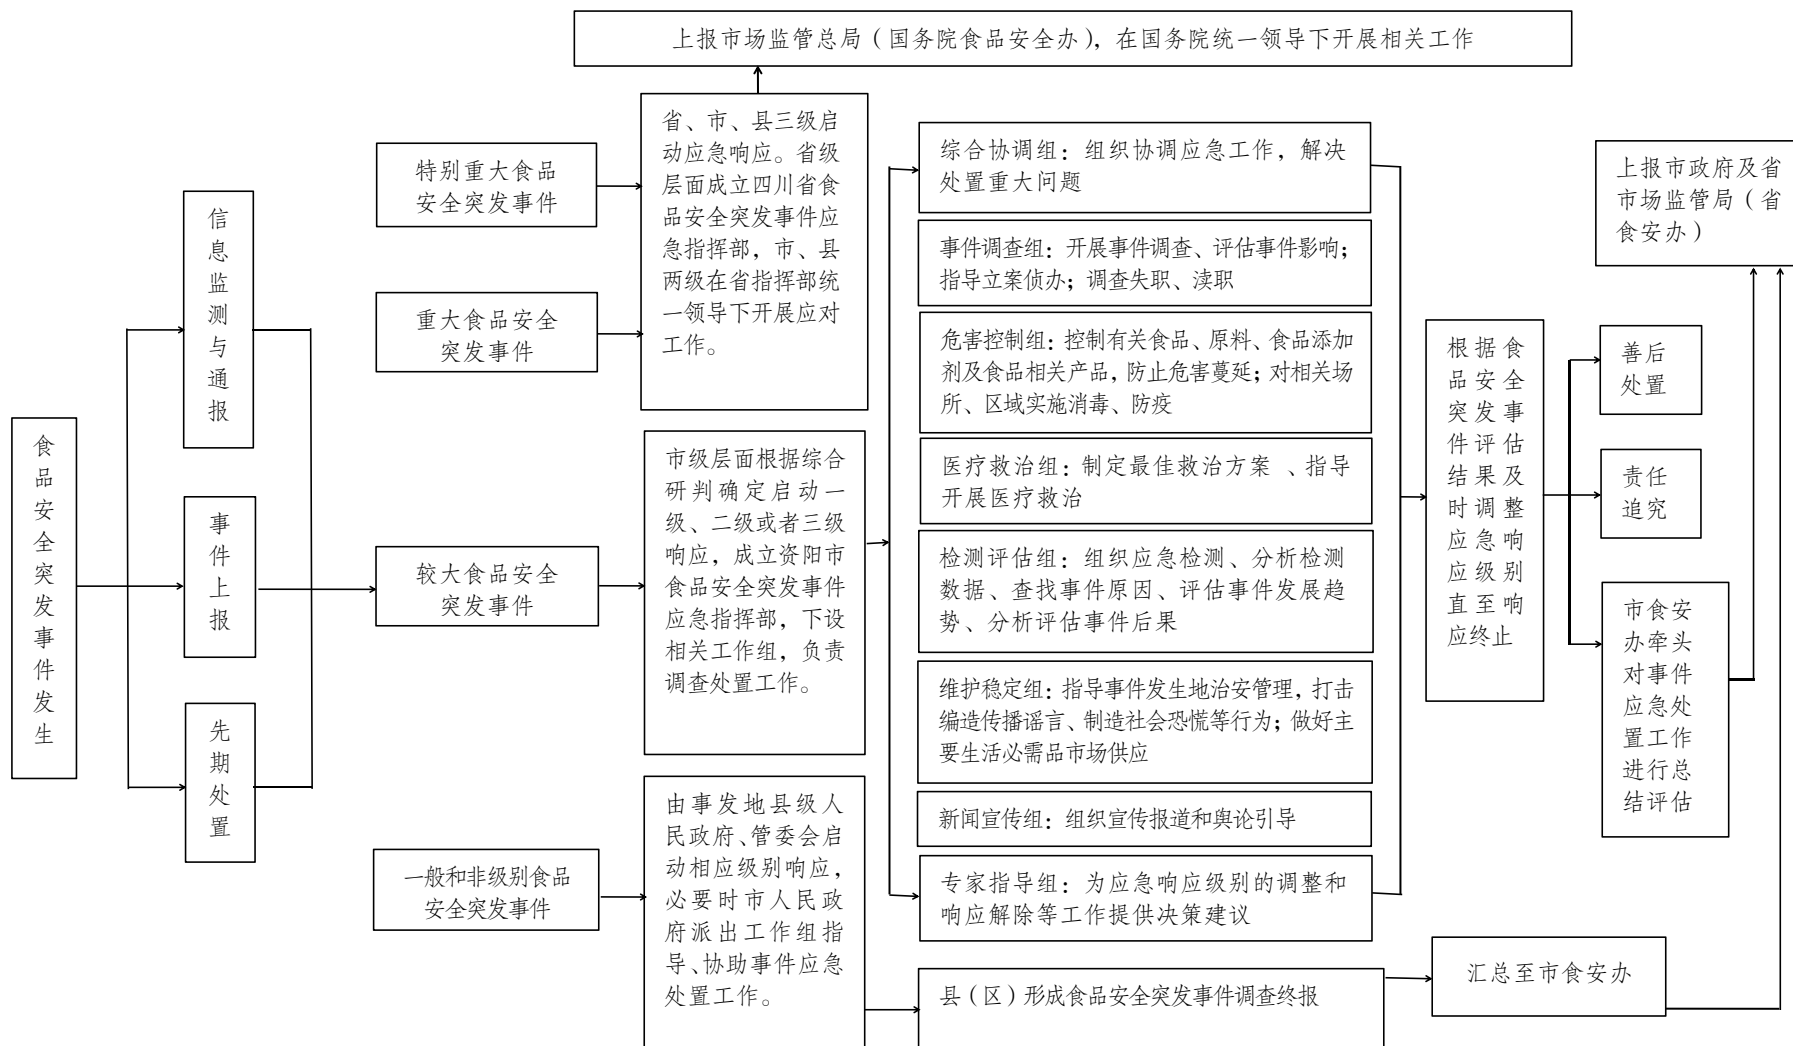 上报市场监管总局（国务院食品安全办），在国务院统一领导下开展相关工作
食品安全突发事件发生
信息监测与通报
事件上报
先期处置
特别重大食品
安全突发事件
重大食品安全
突发事件
较大食品安全
突发事件
一般和非级别食品
安全突发事件
省、市、县三级启
动应急响应。省级
层面成立四川省食
品安全突发事件应
急指挥部，市、县
两级在省指挥部统
一领导下开展应对
工作。
市级层面根据综合
研判确定启动一
级、二级或者三级
响应，成立资阳市
食品安全突发事件
应急指挥部，下设
相关工作组，负责
调查处置工作。
由事发地县级人
民政府、管委会启
动相应级别响应，
必要时市人民政
府派出工作组指
导、协助事件应急
处置工作。
综合协调组：组织协调应急工作，解决
处置重大问题
事件调查组：开展事件调查、评估事件影响；
指导立案侦办；调查失职、渎职
危害控制组：控制有关食品、原料、食品添加
剂及食品相关产品，防止危害蔓延；对相关场
所、区域实施消毒、防疫
医疗救治组：制定最佳救治方案 、指导
开展医疗救治
检测评估组：组织应急检测、分析检测
数据、查找事件原因、评估事件发展趋
势、分析评估事件后果
维护稳定组：指导事件发生地治安管理，打击
编造传播谣言、制造社会恐慌等行为；做好主
要生活必需品市场供应
新闻宣传组：组织宣传报道和舆论引导
专家指导组：为应急响应级别的调整和
响应解除等工作提供决策建议
县（区）形成食品安全突发事件调查终报
根据食
品安全
突发事
件评估
结果及
时调整
应急响
应级别
直至响
应终止
汇总至市食安办
善后
处置
责任
追究
市食安
办牵头
对事件
应急处
置工作
进行总
结评估
上报市政府及省
市场监管局（省
食安办）